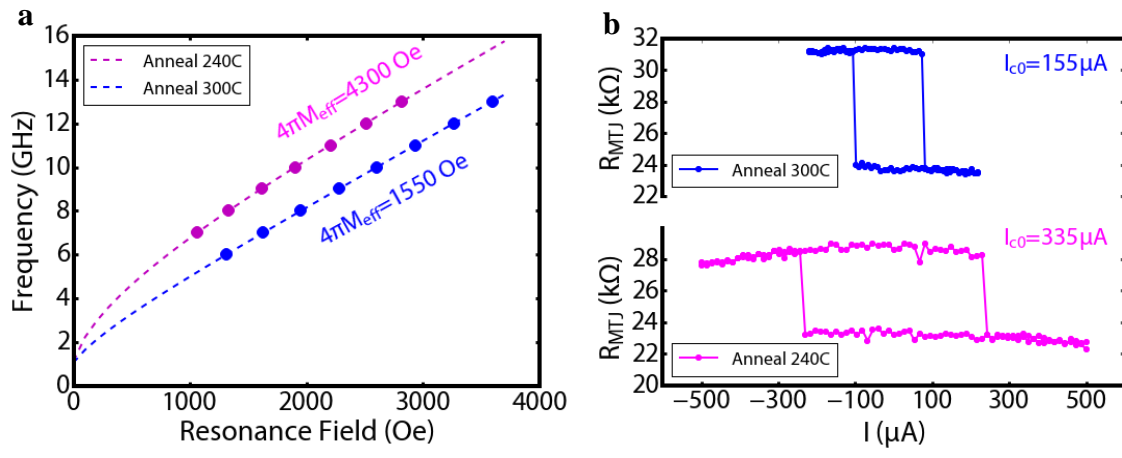 a
16
14
12
10
8
6
4
2
0
Frequency (GHz)
Anneal 240C
Anneal 300C
4πMeff=4300 Oe
4πMeff=1550 Oe
0 1000 2000 3000 4000
Resonance Field (Oe)
b
32
30
28
26
24
22
RMTJ (kΩ)
Ic0=155μA
Anneal 300C
28
26
24
22
20
RMTJ (kΩ)
Ic0=335μA
Anneal 240C
−500 −300 −100 100 300 500
I (μA)